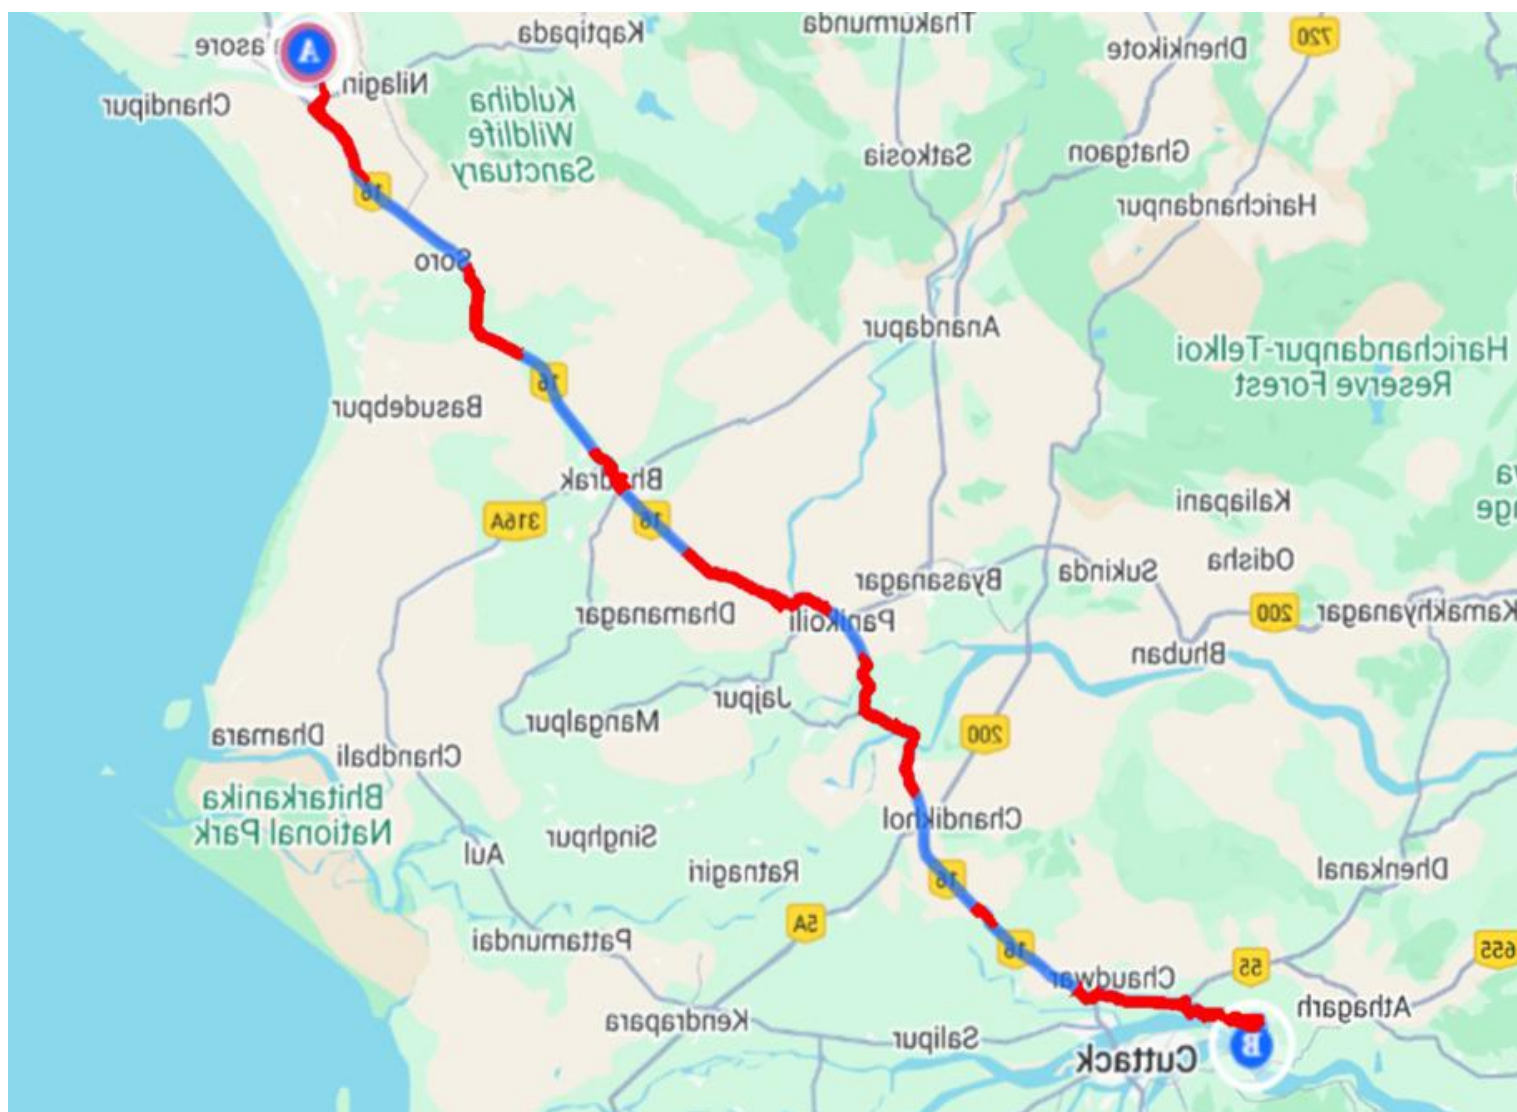 Thakurmunda
Kaptipada
720
Dhenkikote
asore
A
Nilagiri
Chandipur
Kuldiha
Wildlife
Sanctuary
Satkosia
Ghatgaon
16
Harichandanpur
Soro
Anandapur
Harichandanpur-Telkoi
Reserve Forest
16
Basudebpur
Bhadrak
316A
16
Kaliapani
Odisha
Sukinda
Byasanagar
Dhamanagar
Panikoili
200
Kamakhyanagar
Bhuban
Jajpur
Mangalpur
200
Dhamara
Chandbali
Bhitarkanika
National Park
Chandikhol
Singhpur
Aul
Ratnagiri
16
Dhenkanal
5A
Pattamundai
16
55
655
Chaudwar
Athagarh
Kendrapara
Salipur
Cuttack
B